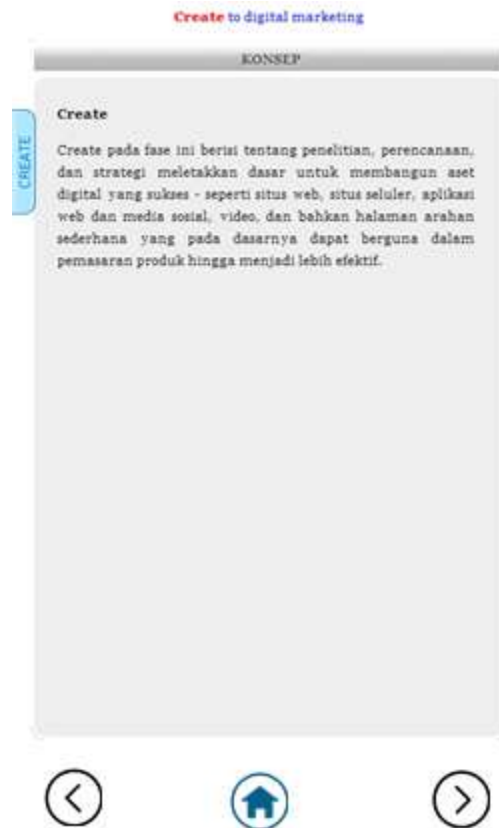 Create to digital marketing
KONSEP
CREATE
Create
Create pada fase ini berisi tentang penelitian, perencanaan,
dan strategi meletakkan dasar untuk membangun aset
digital yang sukses - seperti situs web, situs seluler, aplikasi
web dan media sosial, video, dan bahkan halaman arahan
sederhana yang pada dasarnya dapat berguna dalam
pemasaran produk hingga menjadi lebih efektif.